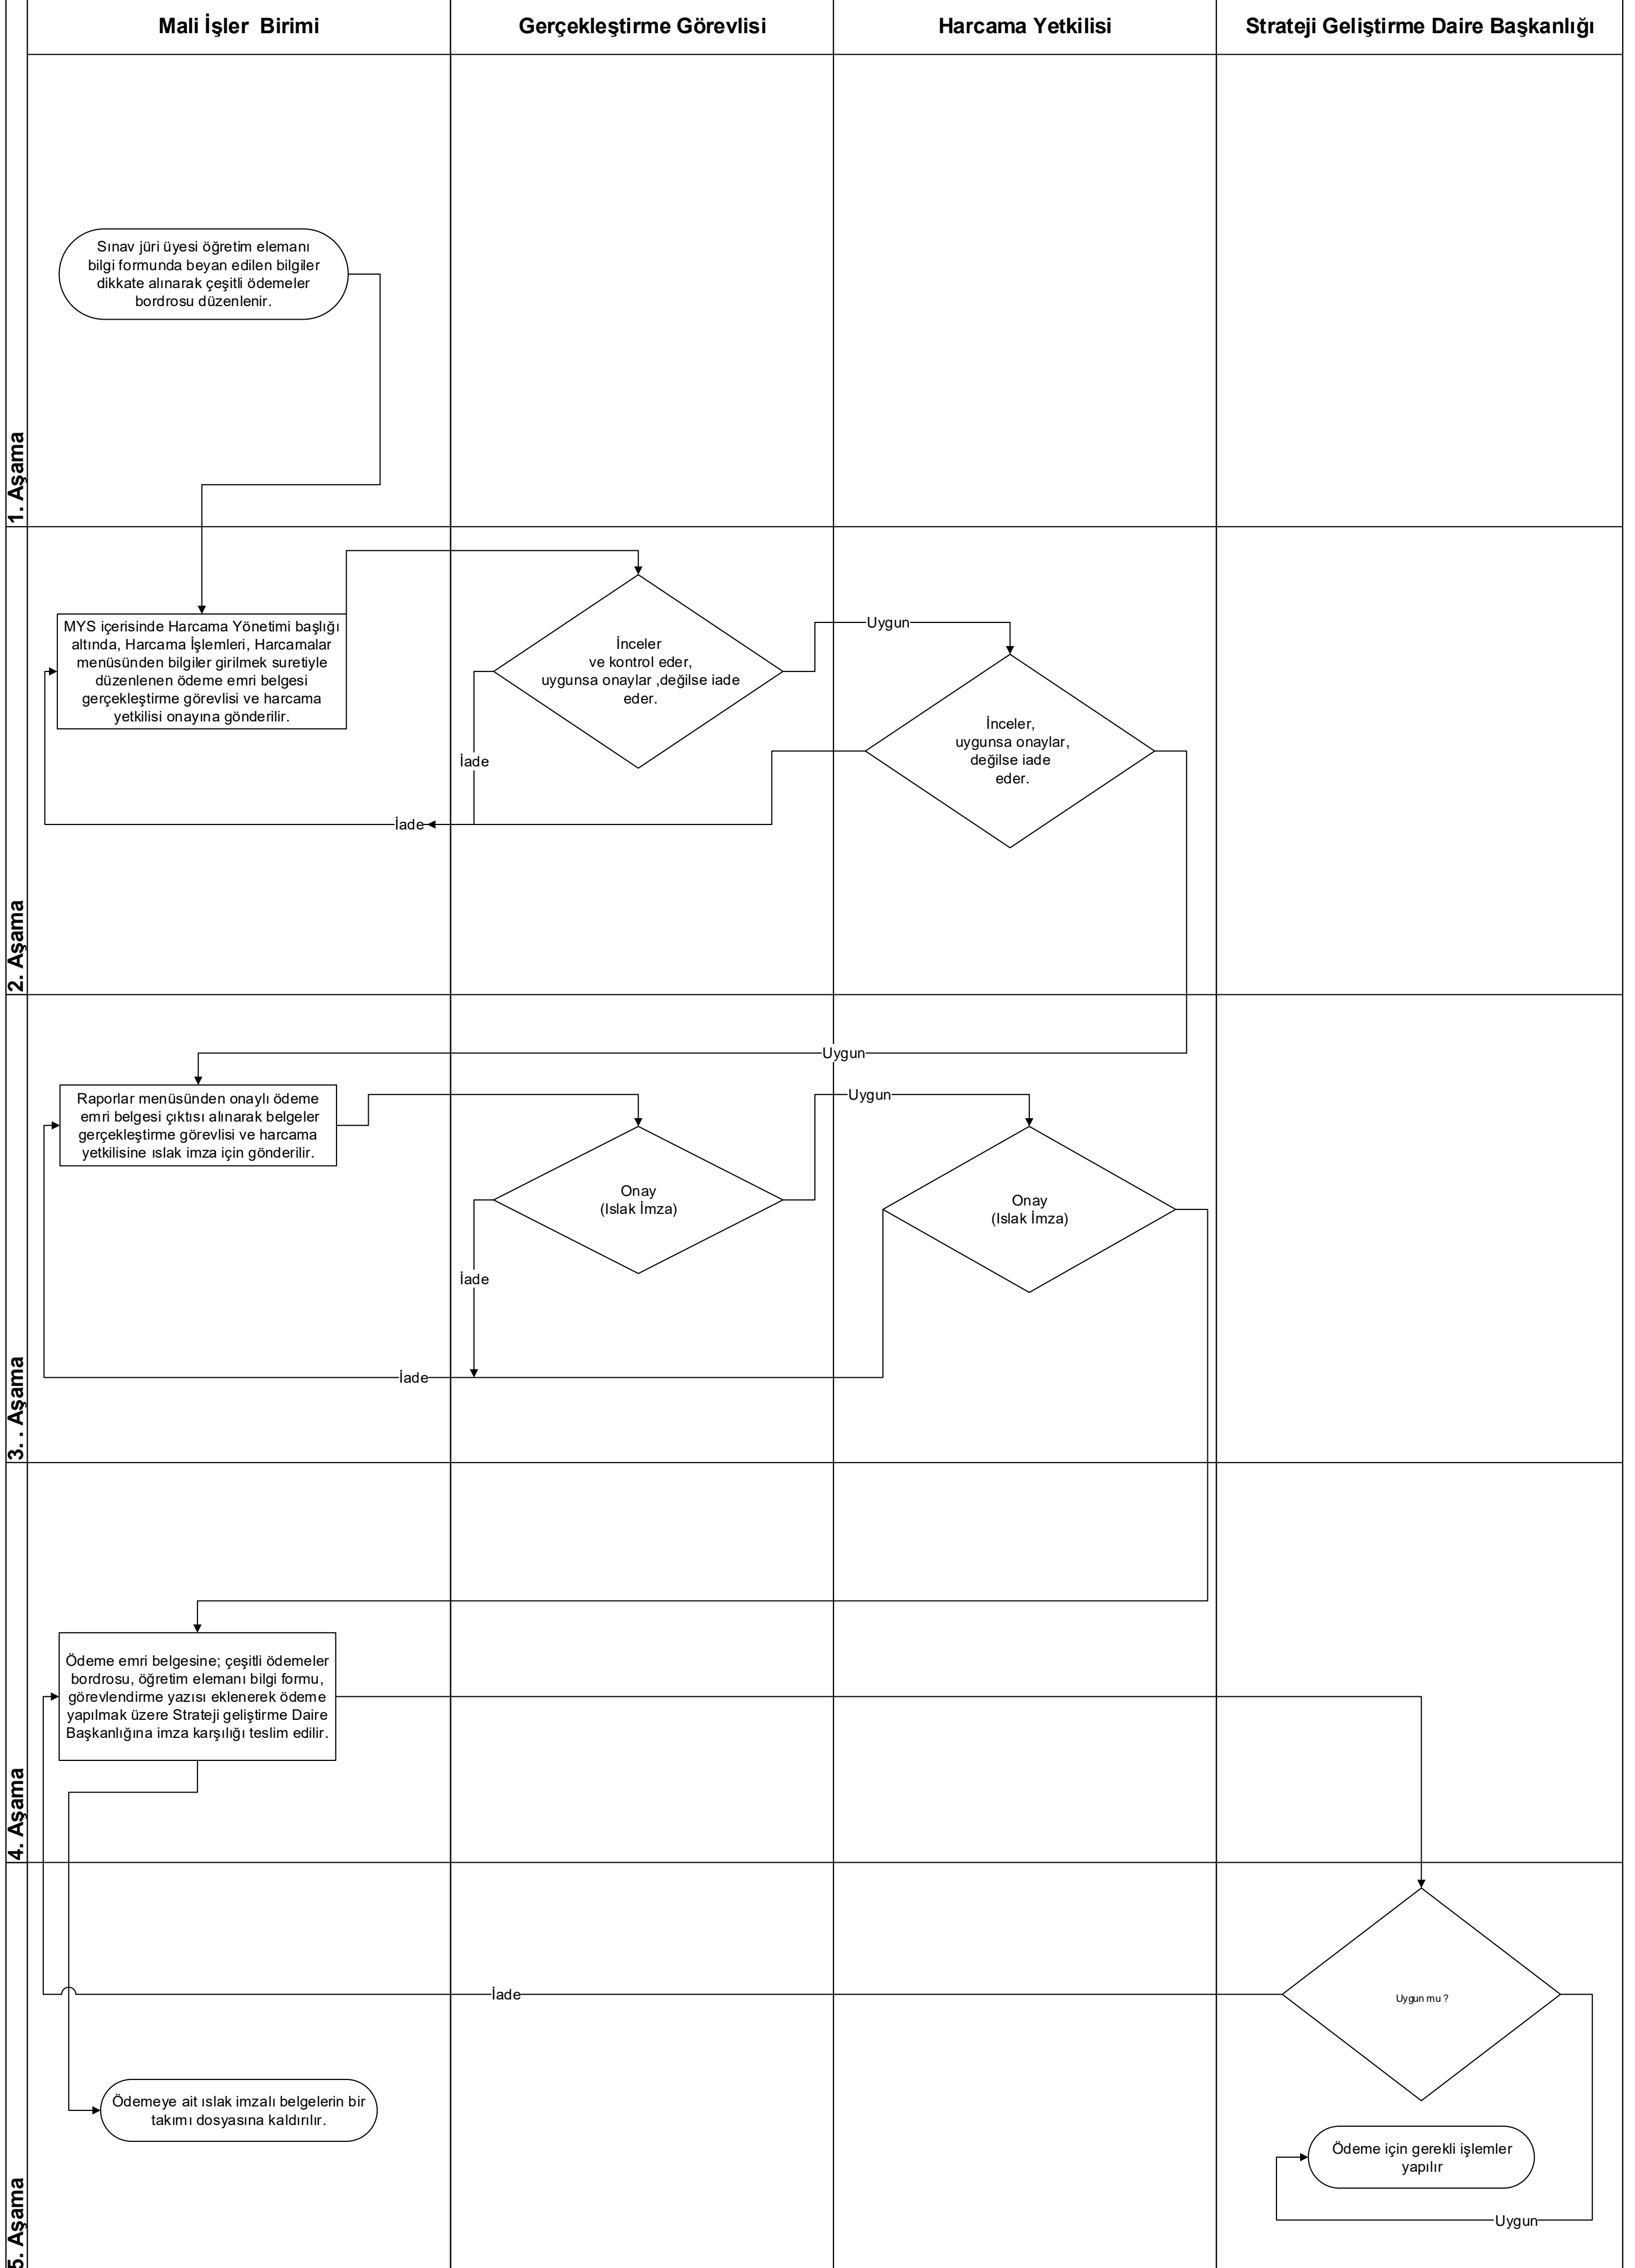 Mali İşler  Birimi
Gerçekleştirme Görevlisi
Harcama Yetkilisi
Strateji Geliştirme Daire Başkanlığı
1. Aşama
Sınav jüri üyesi öğretim elemanı
bilgi formunda beyan edilen bilgiler
dikkate alınarak çeşitli ödemeler
bordrosu düzenlenir.
2. Aşama
MYS içerisinde Harcama Yönetimi başlığı
altında, Harcama İşlemleri, Harcamalar
menüsünden bilgiler girilmek suretiyle
düzenlenen ödeme emri belgesi
gerçekleştirme görevlisi ve harcama
yetkilisi onayına gönderilir.
İnceler
ve kontrol eder,
uygunsa onaylar ,değilse iade
eder.
Uygun
İnceler,
uygunsa onaylar,
değilse iade
eder.
İade
İade
Uygun
3. . Aşama
Raporlar menüsünden onaylı ödeme
emri belgesi çıktısı alınarak belgeler
gerçekleştirme görevlisi ve harcama
yetkilisine ıslak imza için gönderilir.
Onay
(Islak İmza)
Uygun
Onay
(Islak İmza)
İade
İade
4. Aşama
Ödeme emri belgesine; çeşitli ödemeler
bordrosu, öğretim elemanı bilgi formu,
görevlendirme yazısı eklenerek ödeme
yapılmak üzere Strateji geliştirme Daire
Başkanlığına imza karşılığı teslim edilir.
5. Aşama
Uygun mu ?
İade
Ödemeye ait ıslak imzalı belgelerin bir
takımı dosyasına kaldırılır.
Ödeme için gerekli işlemler
yapılır
Uygun